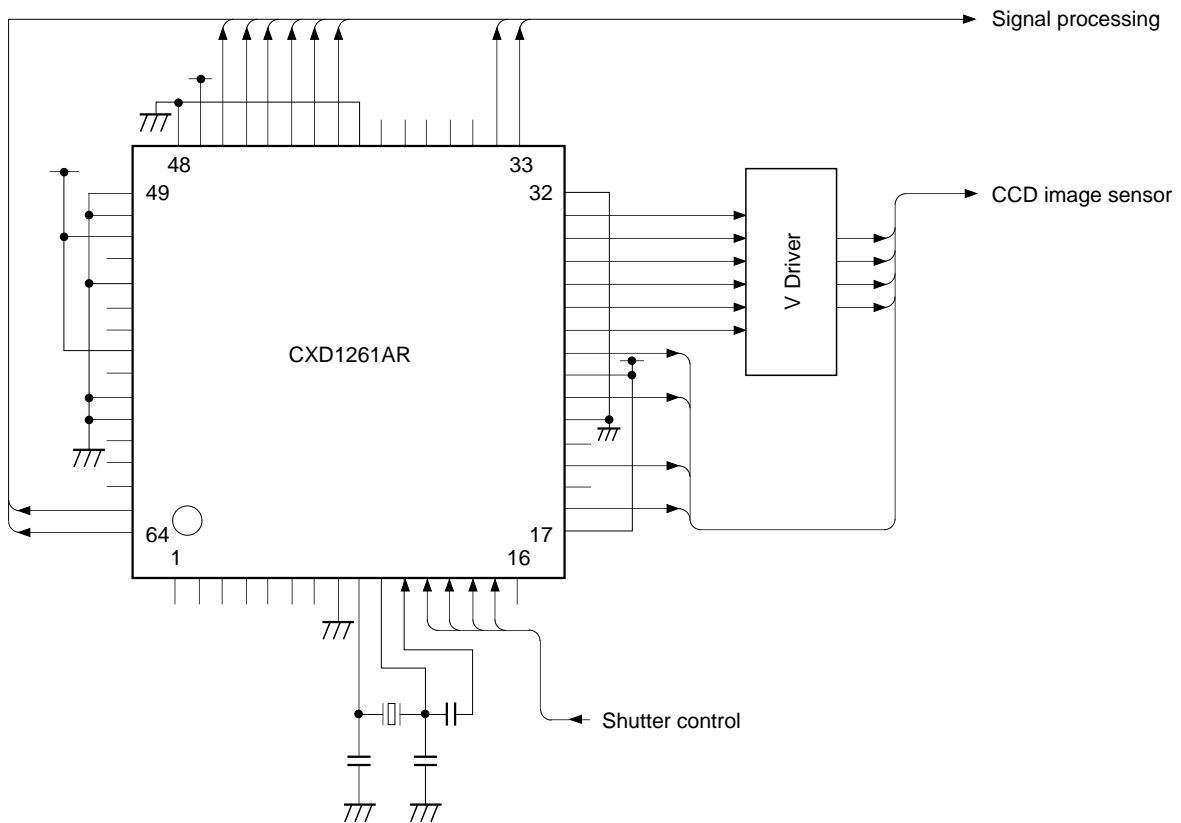 Signal processing
48
33
49
32
CCD image sensor
V Driver
CXD1261AR
64
17
1
16
Shutter control